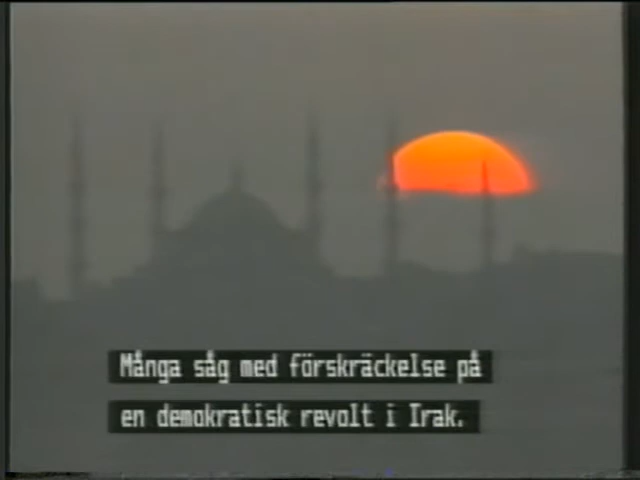 Många såg med förskräckelse på
en demokratisk revolt i Irak.